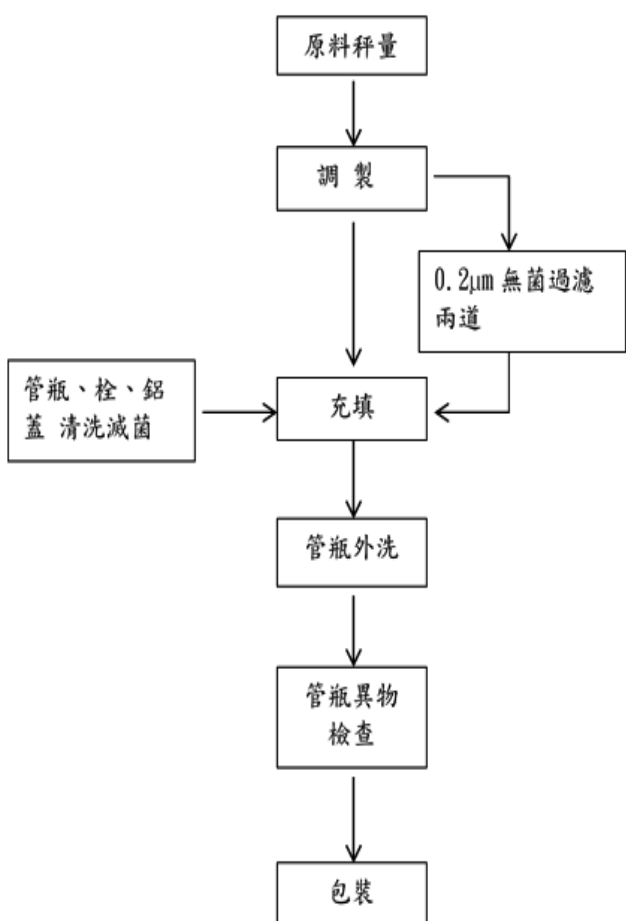 原料秤量
調 製
0.2μm 無菌過濾
兩道
管瓶、栓、鋁
蓋 清洗滅菌
充填
管瓶外洗
管瓶異物
檢查
包裝